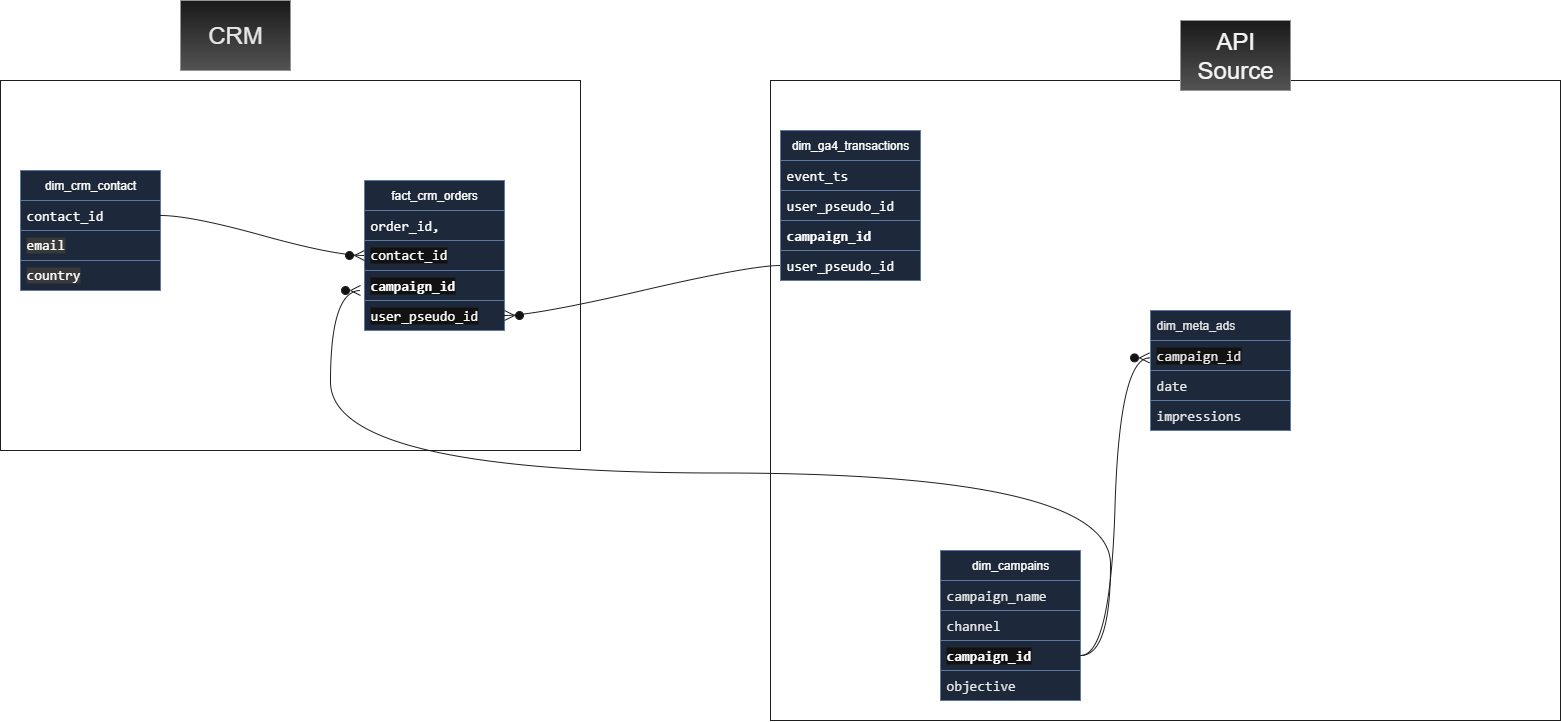 CRM
API
Source
dim_crm_contact
contact_id
email
country
fact_crm_orders
order_id,
contact_id
campaign_id
user_pseudo_id
dim_ga4_transactions
event_ts
user_pseudo_id
campaign_id
user_pseudo_id
dim_meta_ads
campaign_id
date
impressions
dim_campains
campaign_name
channel
campaign_id
objective